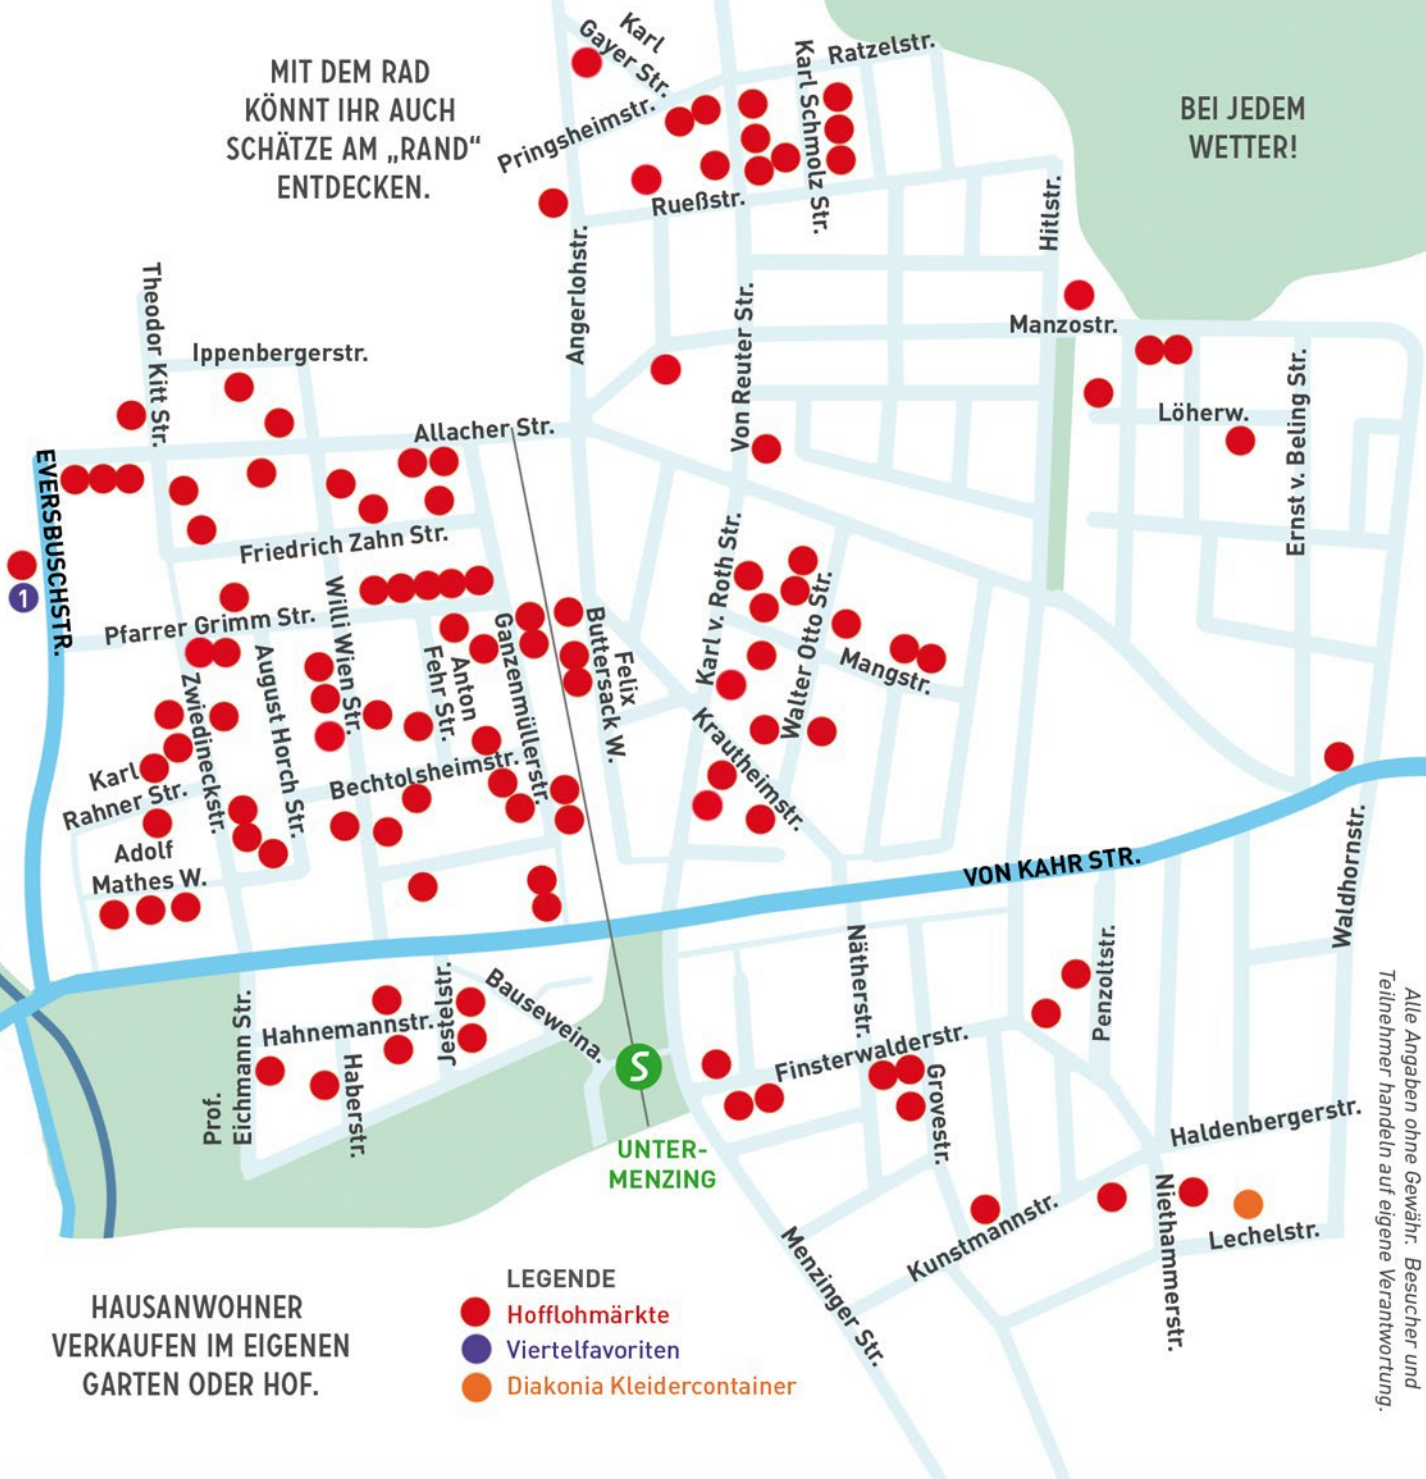 Karl
Gayer Str.
MIT DEM RAD
KÖNNT IHR AUCH
SCHÄTZE AM „RAND“
ENTDECKEN.
Ratzelstr.
Karl Schmolz Str.
BEI JEDEM
WETTER!
Pringsheimstr.
Rueßstr.
Hitlstr.
Angerlohstr.
Theodor Kitt Str.
Von Reuter Str.
Manzostr.
Ippenbergerstr.
Ernst v. Beling Str.
Löherw.
Allacher Str.
EVERSBUSCHSTR.
Friedrich Zahn Str.
1
Karl v. Roth Str.
Walter Otto Str.
Pfarrer Grimm Str.
Willi Wien Str.
Ganzenmüllerstr.
Felix
Buttersack W.
Anton
Fehr Str.
August Horch Str.
Zwiedineckstr.
Mangstr.
Krautheimstr.
Bechtolsheimstr.
Karl
Rahner Str.
Adolf
Mathes W.
VON KAHR STR.
Waldhornstr.
Nätherstr.
Penzoltstr.
Jestelstr.
Bauseweina.
Hahnemannstr.
Prof.
Eichmann Str.
Haberstr.
S
UNTER-
MENZING
Finsterwalderstr.
Grovestr.
Haldenbergerstr.
Niethammerstr.
Lechelstr.
Kunstmannstr.
Menzinger Str.
Alle Angaben ohne Gewähr. Besucher und
Teilnehmer handeln auf eigene Verantwortung.
HAUSANWOHNER
VERKAUFEN IM EIGENEN
GARTEN ODER HOF.
LEGENDE
Hofflohmärkte
Viertelfavoriten
Diakonia Kleidercontainer